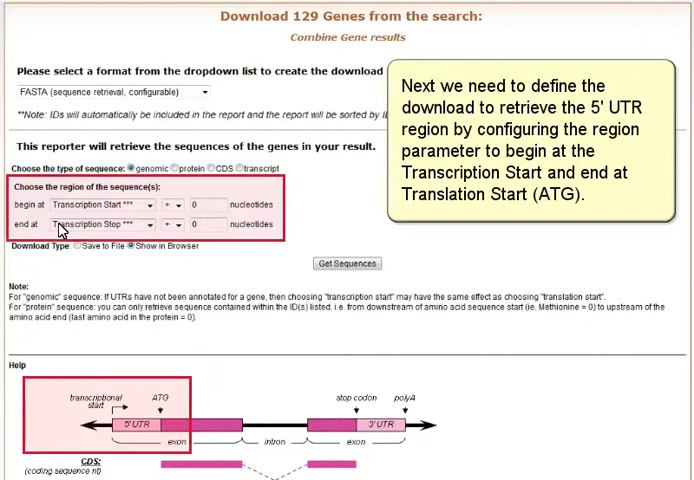 Download 129 Genes from the search:
Combine Gene results
Please select a format from the dropdown list to create the download
FASTA (sequence retrieval, configurable)
**Note: IDs will automatically be included in the report and the report will be sorted by
This reporter will retrieve the sequences of the genes in your result.
Choose the type of sequence: genomic protein CDS transcript
Choose the region of the sequence(s):
begin at Transcription Start *** + 0 nucleotides
end at Transcription Stop *** + 0 nucleotides
Download Type: Save to File Show in Browser
Get Sequences
Next we need to define the
download to retrieve the 5' UTR
region by configuring the region
parameter to begin at the
Transcription Start and end at
Translation Start (ATG).
Note:
For "genomic" sequence: If UTRs have not been annotated for a gene, then choosing "transcription start" may have the same effect as choosing "translation start".
For "protein" sequence: you can only retrieve sequence contained within the ID(s) listed. i.e. from downstream of amino acid sequence start (ie. Methionine = 0) to upstream of the
amino acid end (last amino acid in the protein = 0).
Help
transcriptional
start
ATG
stop codon
polyA
5' UTR
3' UTR
exon
intron
exon
CDS:
(coding sequence nt)